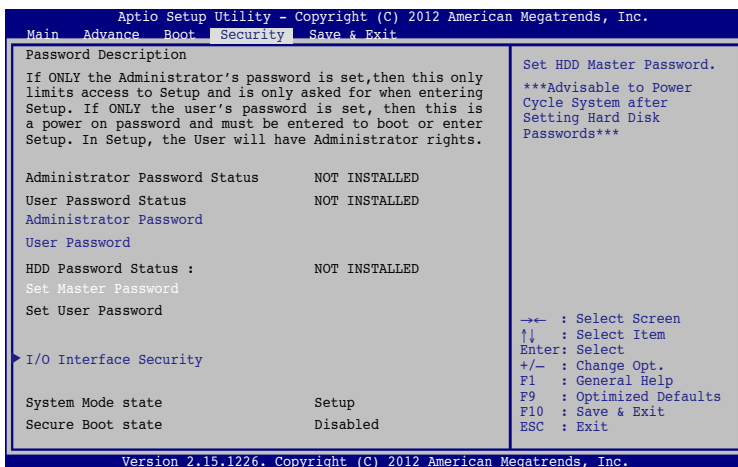 Aptio Setup Utility – Copyright (C) 2012 American Megatrends, Inc.
Main Advance Boot Security Save & Exit
Password Description
If ONLY the Administrator's password is set,then this only
limits access to Setup and is only asked for when entering
Setup. If ONLY the user's password is set, then this is
a power on password and must be entered to boot or enter
Setup. In Setup, the User will have Administrator rights.
Administrator Password Status NOT INSTALLED
User Password Status NOT INSTALLED
Administrator Password
User Password
HDD Password Status : NOT INSTALLED
Set Master Password
Set User Password
I/O Interface Security
System Mode state Setup
Secure Boot state Disabled
Set HDD Master Password.
***Advisable to Power
Cycle System after
Setting Hard Disk
Passwords***
→← : Select Screen
↑↓ : Select Item
Enter: Select
+/— : Change Opt.
F1 : General Help
F9 : Optimized Defaults
F10 : Save & Exit
ESC : Exit
Version 2.15.1226. Copyright (C) 2012 American Megatrends, Inc.